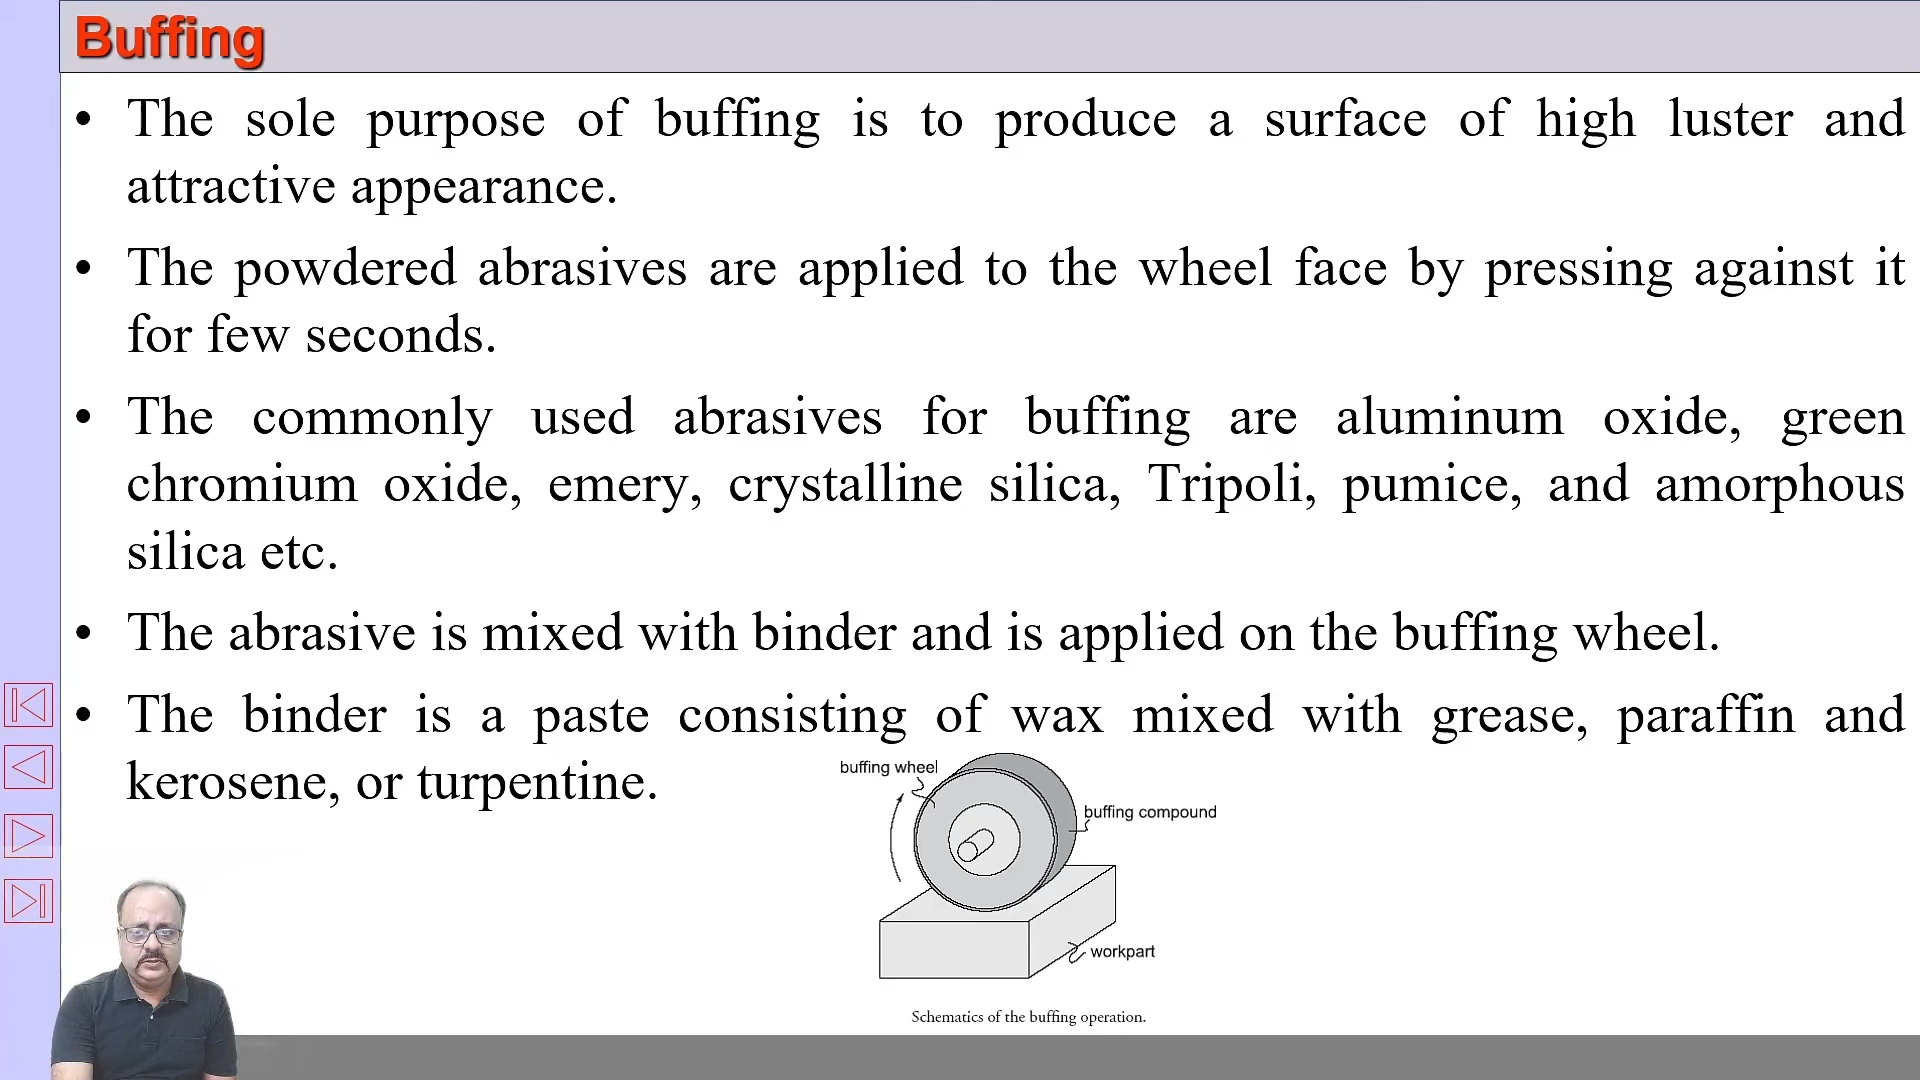 Buffing
• The sole purpose of buffing is to produce a surface of high luster and
attractive appearance.
• The powdered abrasives are applied to the wheel face by pressing against it
for few seconds.
• The commonly used abrasives for buffing are aluminum oxide, green
chromium oxide, emery, crystalline silica, Tripoli, pumice, and amorphous
silica etc.
• The abrasive is mixed with binder and is applied on the buffing wheel.
• The binder is a paste consisting of wax mixed with grease, paraffin and
kerosene, or turpentine.
buffing wheel
buffing compound
workpart
Schematics of the buffing operation.